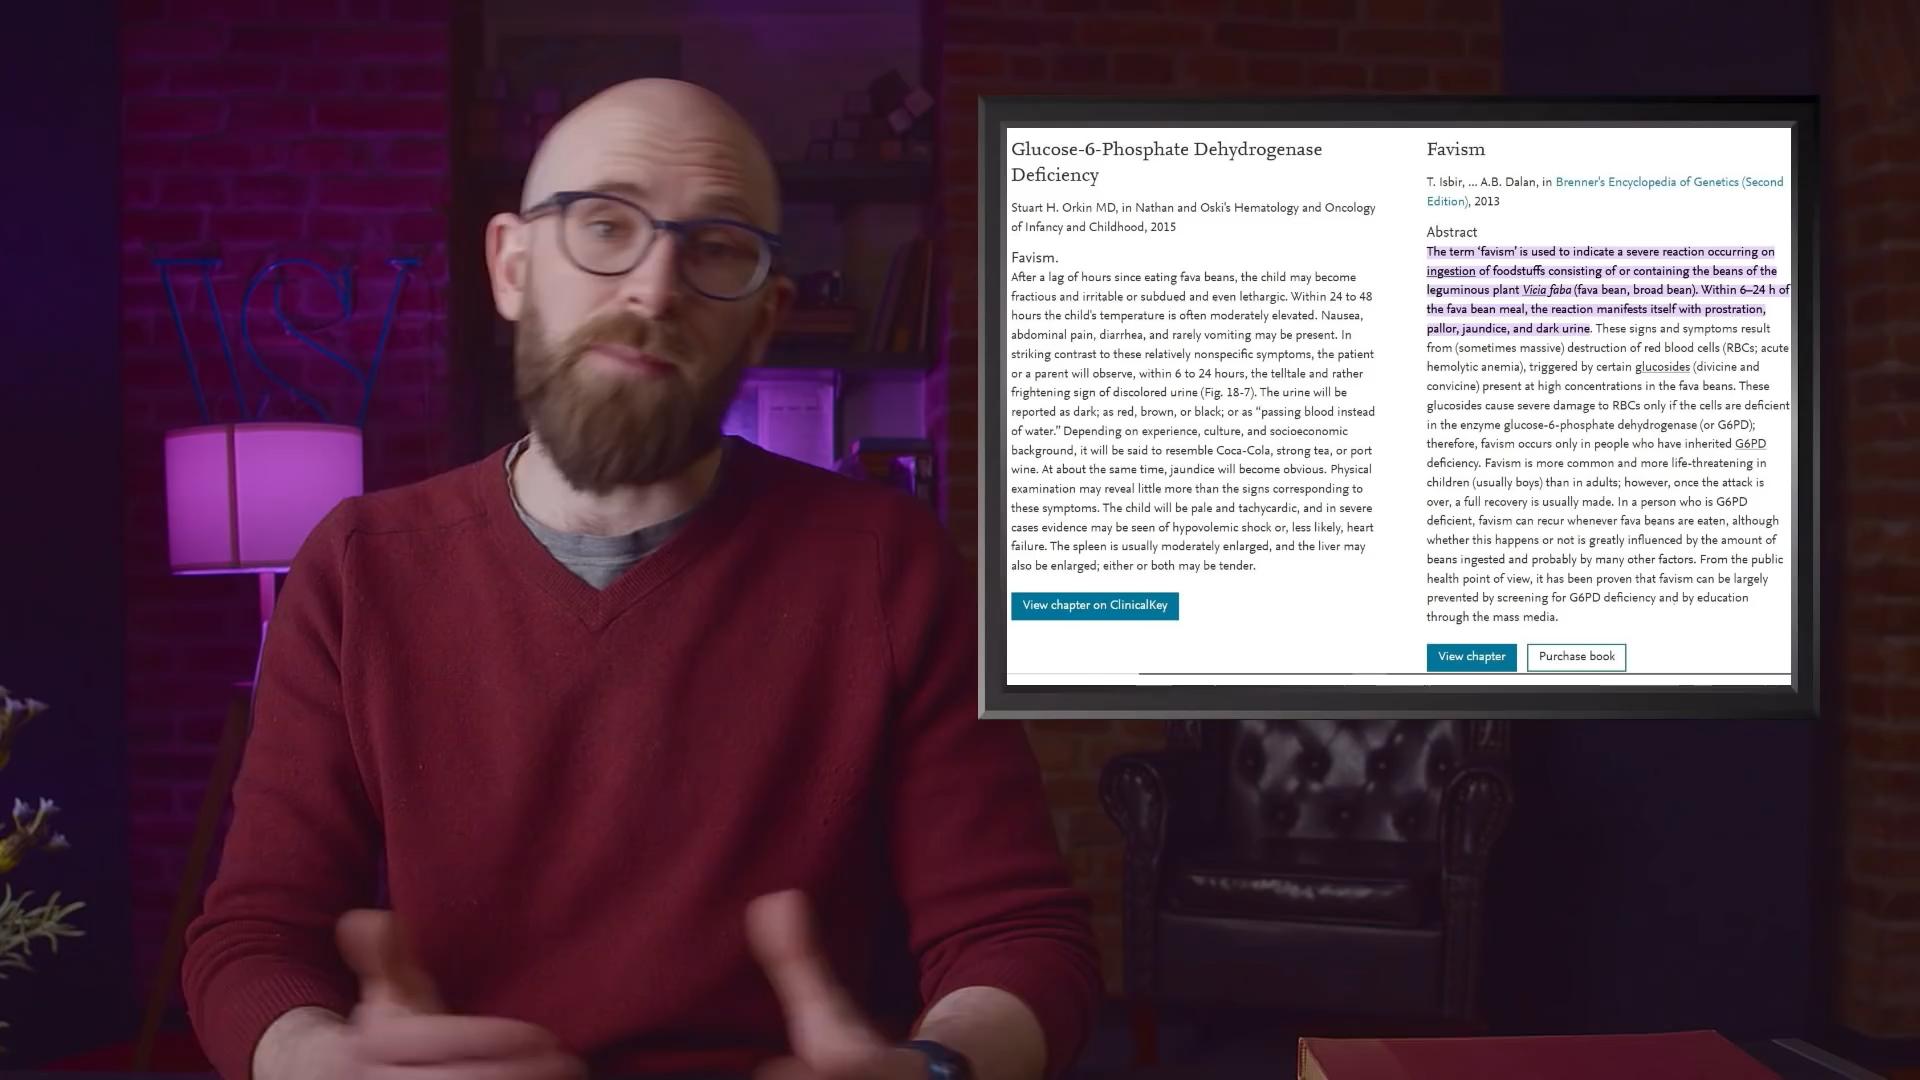 Glucose-6-Phosphate Dehydrogenase
Deficiency
Stuart H. Orkin MD, in Nathan and Oski's Hematology and Oncology
of Infancy and Childhood, 2015
Favism.
After a lag of hours since eating fava beans, the child may become
fractious and irritable or subdued and even lethargic. Within 24 to 48
hours the child's temperature is often moderately elevated. Nausea,
abdominal pain, diarrhea, and rarely vomiting may be present. In
striking contrast to these relatively nonspecific symptoms, the patient
or a parent will observe, within 6 to 24 hours, the telltale and rather
frightening sign of discolored urine (Fig. 18-7). The urine will be
reported as dark; as red, brown, or black; or as “passing blood instead
of water.” Depending on experience, culture, and socioeconomic
background, it will be said to resemble Coca-Cola, strong tea, or port
wine. At about the same time, jaundice will become obvious. Physical
examination may reveal little more than the signs corresponding to
these symptoms. The child will be pale and tachycardic, and in severe
cases evidence may be seen of hypovolemic shock or, less likely, heart
failure. The spleen is usually moderately enlarged, and the liver may
also be enlarged; either or both may be tender.
View chapter on ClinicalKey
Favism
T. Isbir, ... A.B. Dalan, in Brenner's Encyclopedia of Genetics (Second
Edition), 2013
Abstract
The term ‘favism’ is used to indicate a severe reaction occurring on
ingestion of foodstuffs consisting of or containing the beans of the
leguminous plant Vicia faba (fava bean, broad bean). Within 6–24 h of
the fava bean meal, the reaction manifests itself with prostration,
pallor, jaundice, and dark urine. These signs and symptoms result
from (sometimes massive) destruction of red blood cells (RBCs; acute
hemolytic anemia), triggered by certain glucosides (divicine and
convicine) present at high concentrations in the fava beans. These
glucosides cause severe damage to RBCs only if the cells are deficient
in the enzyme glucose-6-phosphate dehydrogenase (or G6PD);
therefore, favism occurs only in people who have inherited G6PD
deficiency. Favism is more common and more life-threatening in
children (usually boys) than in adults; however, once the attack is
over, a full recovery is usually made. In a person who is G6PD
deficient, favism can recur whenever fava beans are eaten, although
whether this happens or not is greatly influenced by the amount of
beans ingested and probably by many other factors. From the public
health point of view, it has been proven that favism can be largely
prevented by screening for G6PD deficiency and by education
through the mass media.
View chapter
Purchase book